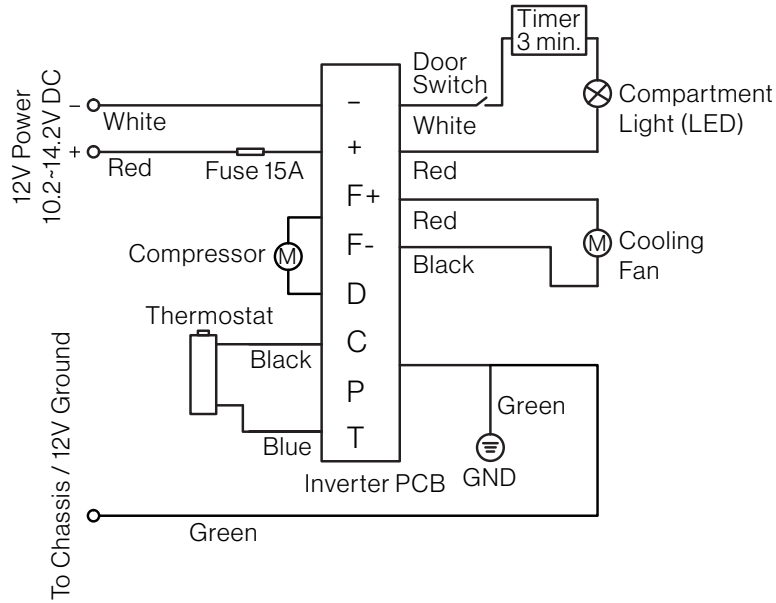 Timer
3 min.
Door
Switch
White
Compartment
Light (LED)
12V Power
10.2~14.2V DC
−
White
+
Red
Fuse 15A
−
+
F+
F-
D
C
P
T
Red
Red
Black
M
Cooling
Fan
Compressor
M
Thermostat
Black
Blue
Inverter PCB
Green
GND
To Chassis / 12V Ground
Green